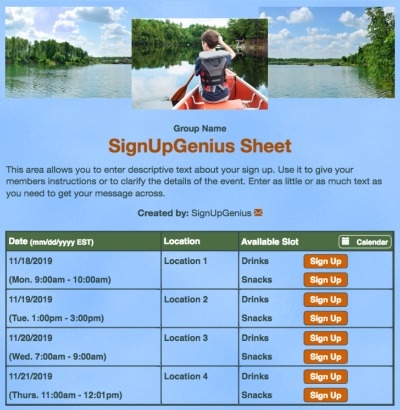 Group Name
SignUpGenius Sheet
This area allows you to enter descriptive text about your sign up. Use it to give your
members instructions or to clarify the details of the event. Enter as little or as much text as
you need to get your message across.
Created by: SignUpGenius
Date (mm/dd/yyyy EST) Location Available Slot Calendar
11/18/2019 Location 1 Drinks Sign Up
(Mon. 9:00am - 10:00am) Snacks Sign Up
11/19/2019 Location 2 Drinks Sign Up
(Tue. 1:00pm - 3:00pm) Snacks Sign Up
11/20/2019 Location 3 Drinks Sign Up
(Wed. 7:00am - 9:00am) Snacks Sign Up
11/21/2019 Location 4 Drinks Sign Up
(Thurs. 11:00am - 12:01pm) Snacks Sign Up